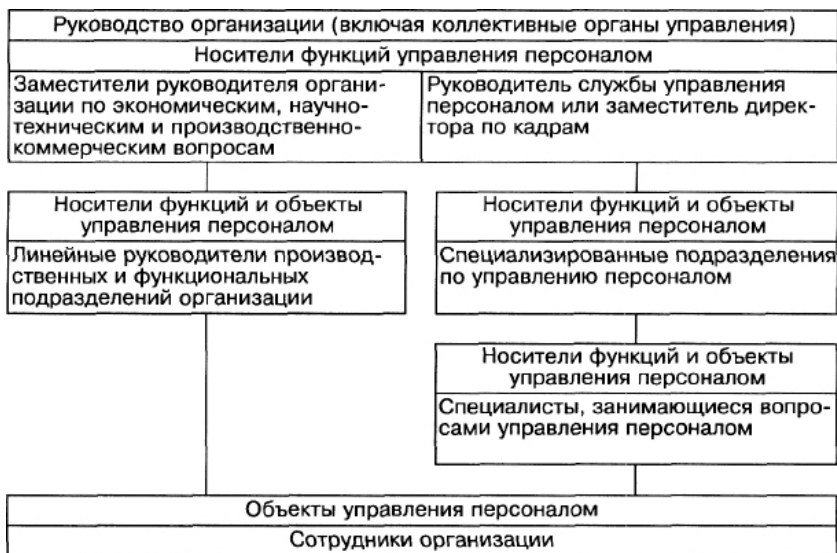 Руководство организации (включая коллективные органы управления)
Носители функций управления персоналом
Заместители руководителя органи-
зации по экономическим, научно-
техническим и производственно-
коммерческим вопросам
Руководитель службы управления
персоналом или заместитель дирек-
тора по кадрам
Носители функций и объекты
управления персоналом
Линейные руководители производ-
ственных и функциональных
подразделений организации
Носители функций и объекты
управления персоналом
Специализированные подразделения
по управлению персоналом
Носители функций и объекты
управления персоналом
Специалисты, занимающиеся вопро-
сами управления персоналом
Объекты управления персоналом
Сотрудники организации